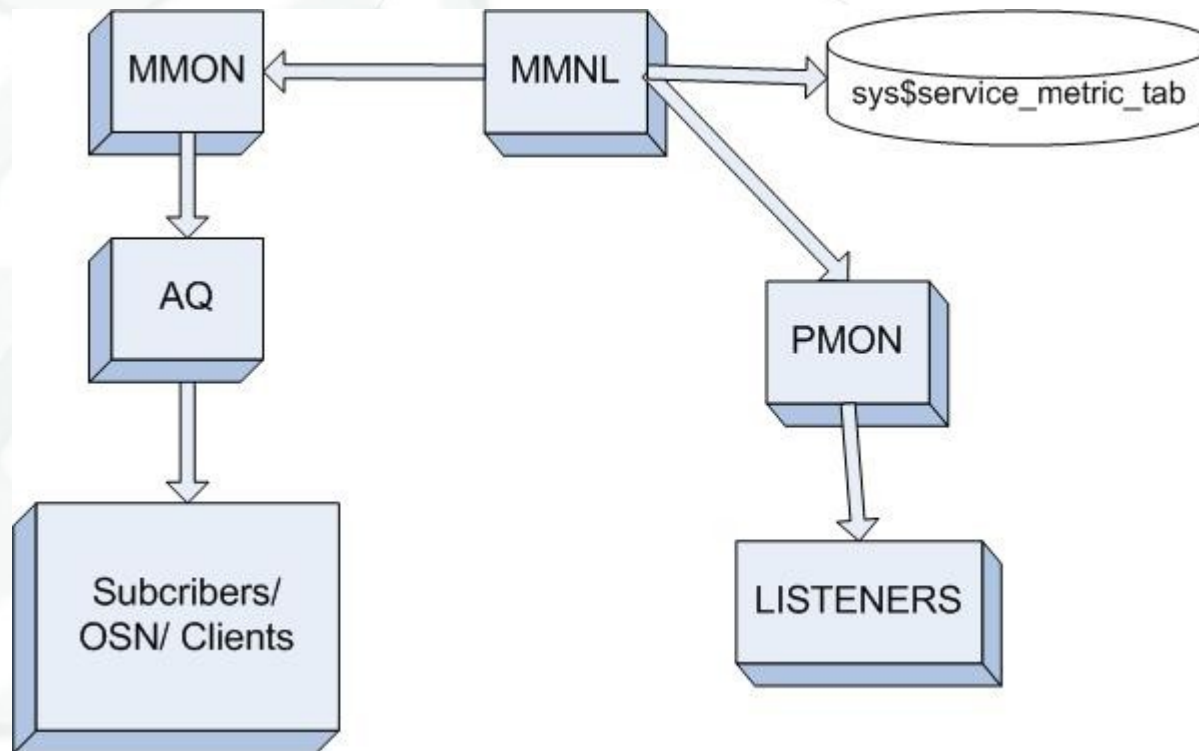 MMON
MMNL
sys$service_metric_tab
AQ
PMON
Subcribers/
OSN/ Clients
LISTENERS